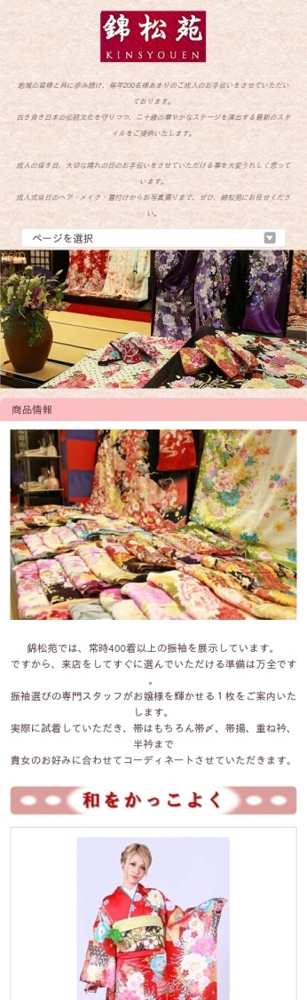 錦松苑
KINSYOUEN
地域の皆様と共に歩み続け、毎年200名様あまりのご成人のお手伝いをさせていただい
ております。
古き良き日本の伝統文化を守りつつ、二十歳の華やかなステージを演出する最新のスタ
イルをご提供いたします。
成人の佳き日、大切な晴れの日のお手伝いをさせていただける事を大変うれしく思って
います。
成人式当日のヘア・メイク・着付けからお写真撮りまで、ぜひ、錦松苑にお任せくださ
い。
ページを選択
商品情報
錦松苑では、常時400着以上の振袖を展示しています。
ですから、来店をしてすぐに選んでいただける準備は万全です
。
振袖選びの専門スタッフがお嬢様を輝かせる１枚をご案内いた
します。
実際に試着していただき、帯はもちろん帯〆、帯揚、重ね衿、
半衿まで
貴女のお好みに合わせてコーディネートさせていただきます。
和をかっこよく